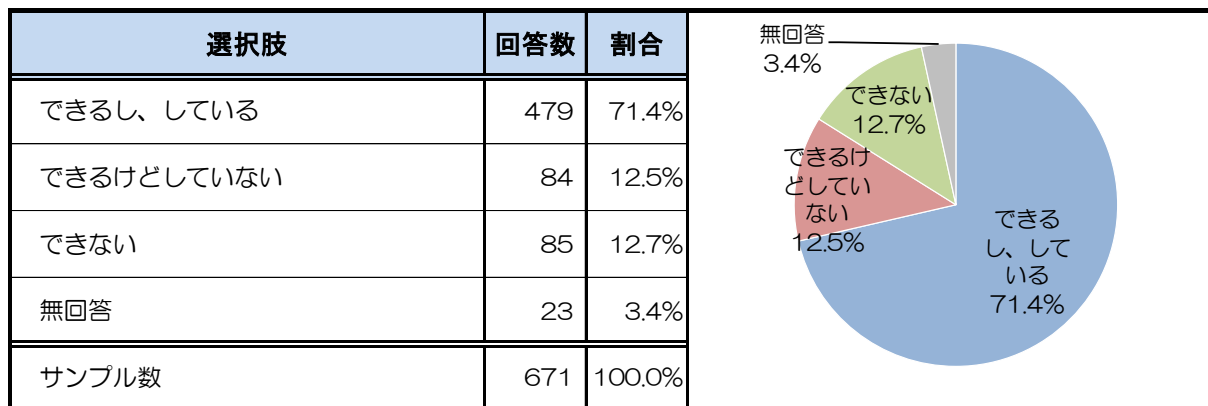 選択肢 回答数 割合
できるし、している 479 71.4%
できるけどしていない 84 12.5%
できない 85 12.7%
無回答 23 3.4%
サンプル数 671 100.0%
無回答
3.4%
できない
12.7%
できるけ
どしてい
ない
12.5%
できる
し、して
いる
71.4%